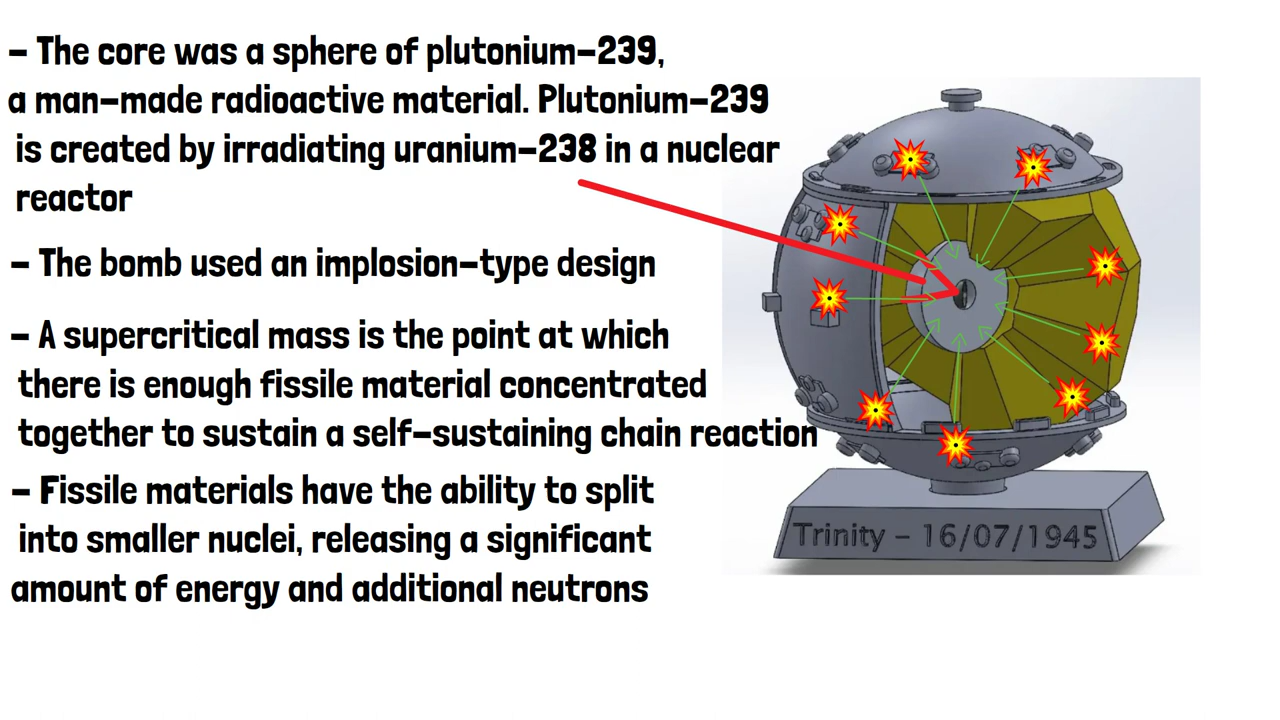 - The core was a sphere of plutonium-239,
a man-made radioactive material. Plutonium-239
is created by irradiating uranium-238 in a nuclear
reactor
- The bomb used an implosion-type design
- A supercritical mass is the point at which
there is enough fissile material concentrated
together to sustain a self-sustaining chain reaction
- Fissile materials have the ability to split
into smaller nuclei, releasing a significant
amount of energy and additional neutrons
Trinity - 16/07/1945